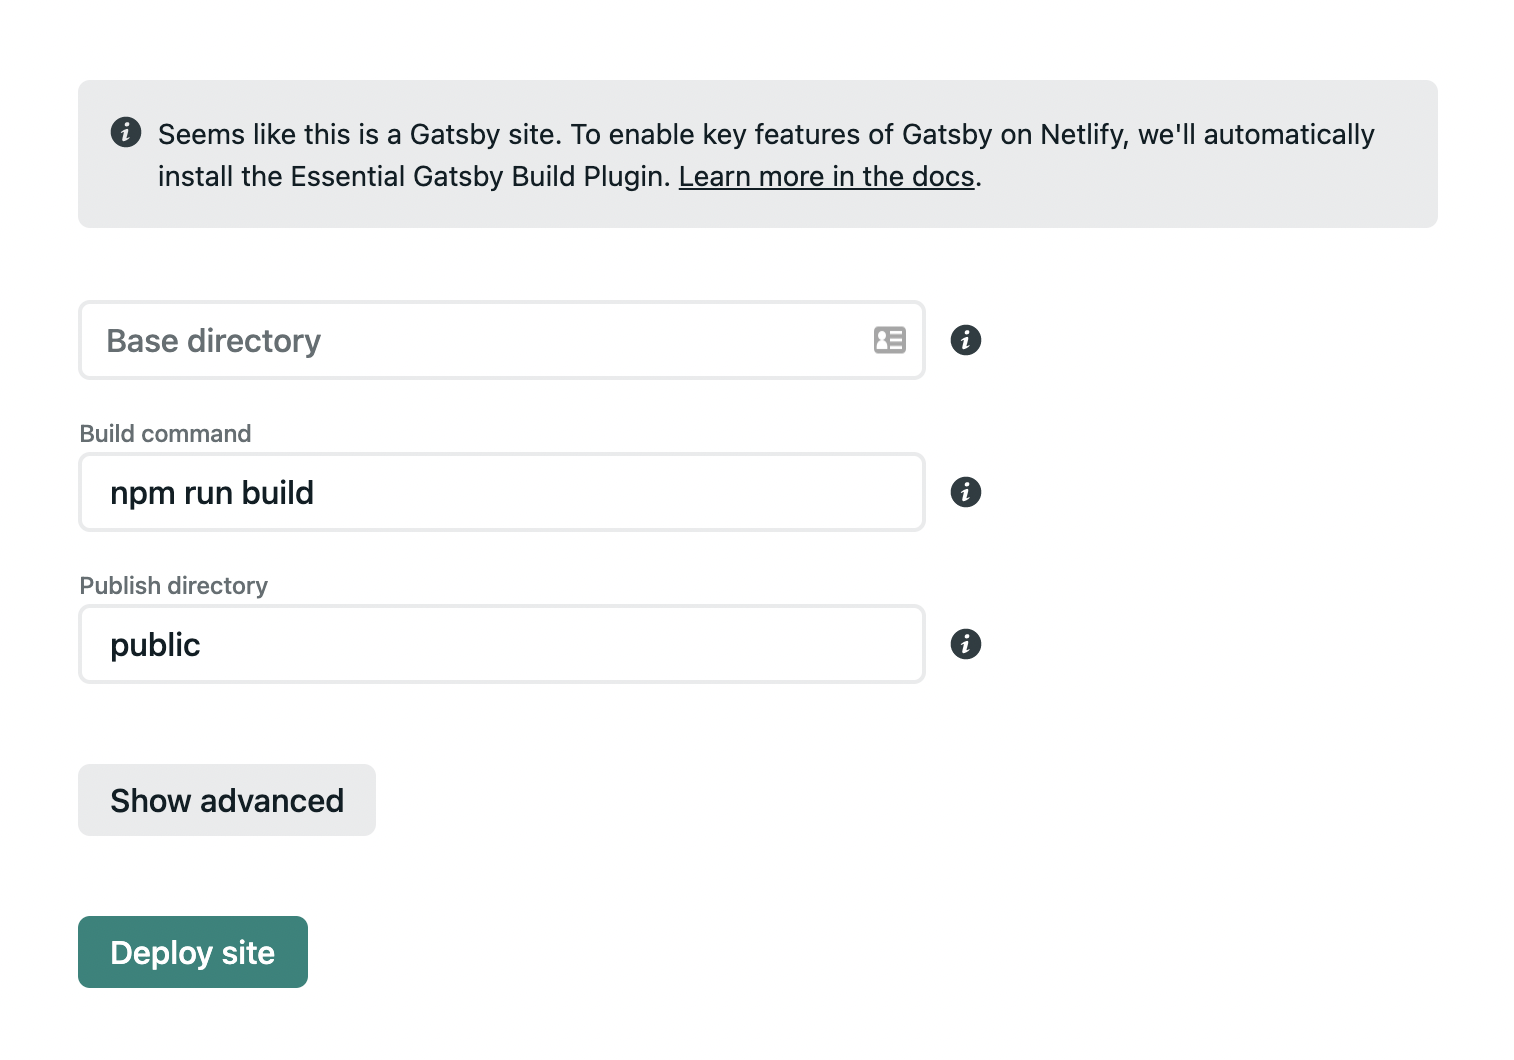 Seems like this is a Gatsby site. To enable key features of Gatsby on Netlify, we'll automatically
install the Essential Gatsby Build Plugin. Learn more in the docs.
Base directory
Build command
npm run build
Publish directory
public
Show advanced
Deploy site